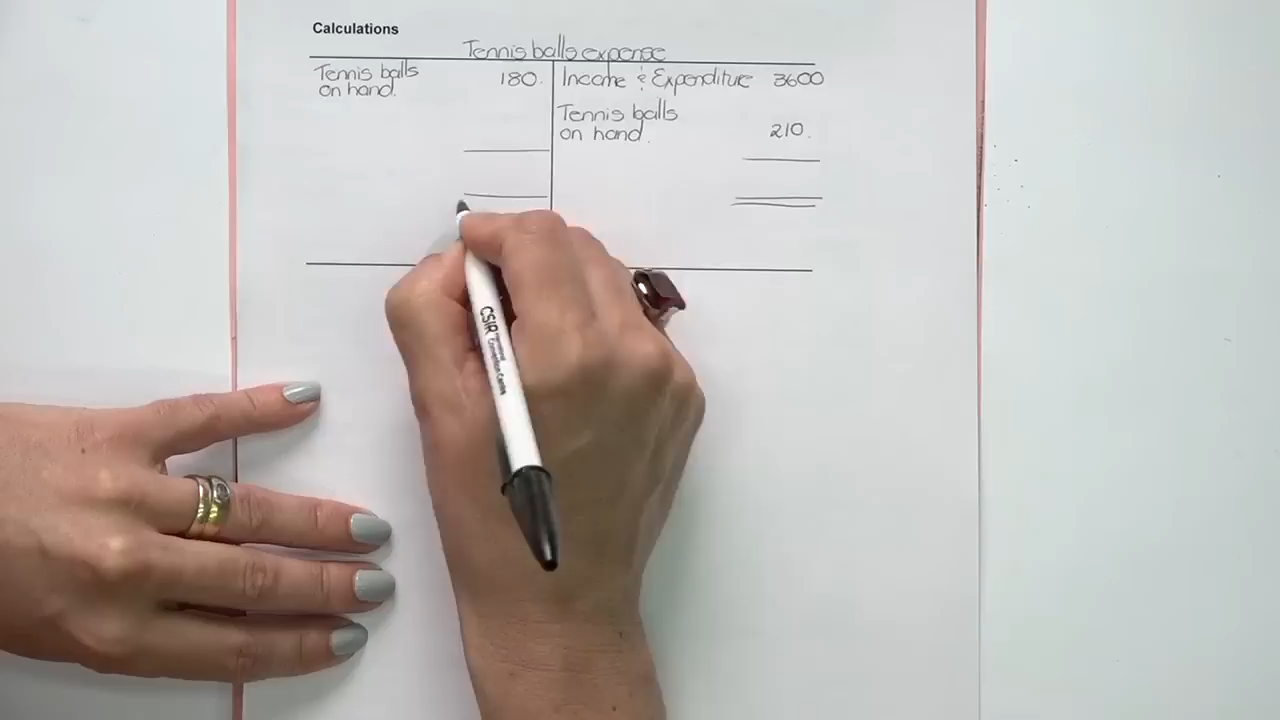 Calculations
Tennis balls expense
Tennis balls
on hand.
180.
Income & Expenditure 3600
Tennis balls
on hand.
210.
CSIR